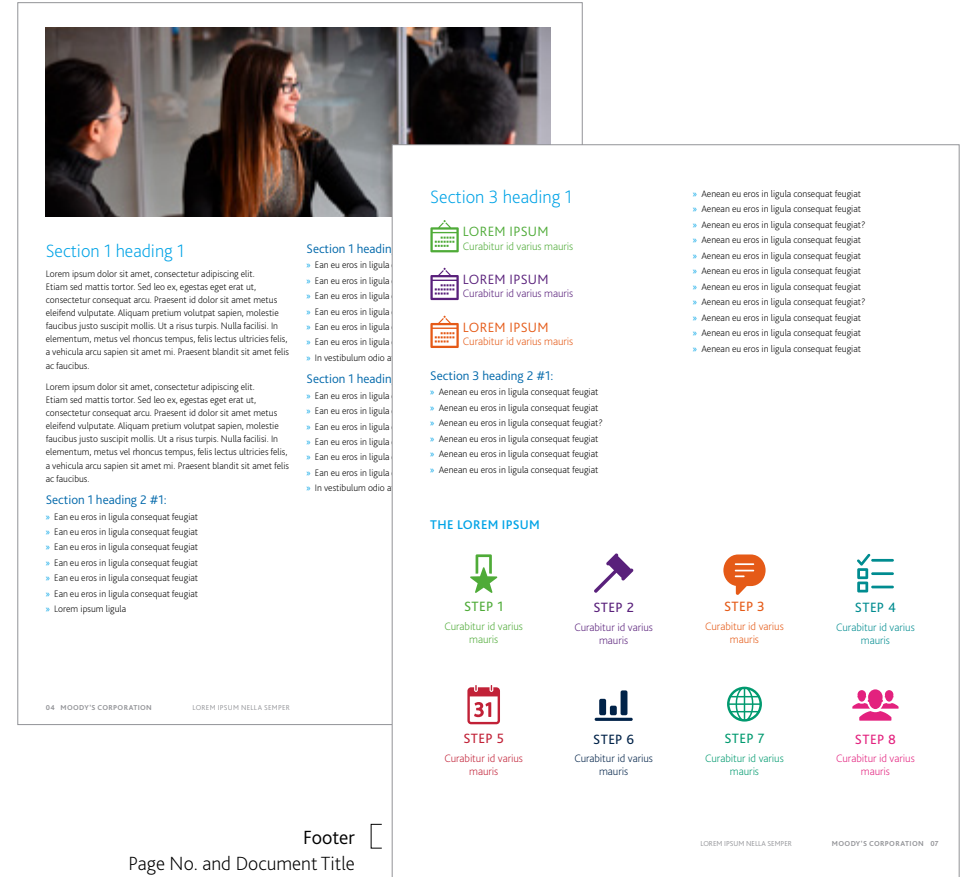 Section 1 heading 1
Lorem ipsum dolor sit amet, consectetur adipiscing elit.
Etiam sed mattis tortor. Sed leo ex, egestas eget erat ut,
consectetur consequat arcu. Praesent id dolor sit amet metus
eleifend vulputate. Aliquam pretium volutpat sapien, molestie
faucibus justo suscipit mollis. Ut a risus turpis. Nulla facilisi. In
elementum, metus vel rhoncus tempus, felis lectus ultricies felis,
a vehicula arcu sapien sit amet mi. Praesent blandit sit amet felis
ac faucibus.
Lorem ipsum dolor sit amet, consectetur adipiscing elit.
Etiam sed mattis tortor. Sed leo ex, egestas eget erat ut,
consectetur consequat arcu. Praesent id dolor sit amet metus
eleifend vulputate. Aliquam pretium volutpat sapien, molestie
faucibus justo suscipit mollis. Ut a risus turpis. Nulla facilisi. In
elementum, metus vel rhoncus tempus, felis lectus ultricies felis,
a vehicula arcu sapien sit amet mi. Praesent blandit sit amet felis
ac faucibus.
Section 1 heading 2 #1:
» Ean eu eros in ligula consequat feugiat
» Ean eu eros in ligula consequat feugiat
» Ean eu eros in ligula consequat feugiat
» Ean eu eros in ligula consequat feugiat
» Ean eu eros in ligula consequat feugiat
» Ean eu eros in ligula consequat feugiat
» Lorem ipsum ligula
Section 1 headin
» Ean eu eros in ligula
» Ean eu eros in ligula
» Ean eu eros in ligula
» Ean eu eros in ligula
» Ean eu eros in ligula
» Ean eu eros in ligula
» In vestibulum odio a
Section 1 headin
» Ean eu eros in ligula
» Ean eu eros in ligula
» Ean eu eros in ligula
» Ean eu eros in ligula
» Ean eu eros in ligula
» Ean eu eros in ligula
» In vestibulum odio a
04 MOODY'S CORPORATION LOREM IPSUM NELLA SEMPER
Section 3 heading 1
LOREM IPSUM
Curabitur id varius mauris
LOREM IPSUM
Curabitur id varius mauris
LOREM IPSUM
Curabitur id varius mauris
Section 3 heading 2 #1:
» Aenean eu eros in ligula consequat feugiat
» Aenean eu eros in ligula consequat feugiat
» Aenean eu eros in ligula consequat feugiat?
» Aenean eu eros in ligula consequat feugiat
» Aenean eu eros in ligula consequat feugiat
» Aenean eu eros in ligula consequat feugiat
» Aenean eu eros in ligula consequat feugiat
» Aenean eu eros in ligula consequat feugiat
» Aenean eu eros in ligula consequat feugiat?
» Aenean eu eros in ligula consequat feugiat
» Aenean eu eros in ligula consequat feugiat
» Aenean eu eros in ligula consequat feugiat
» Aenean eu eros in ligula consequat feugiat
» Aenean eu eros in ligula consequat feugiat?
» Aenean eu eros in ligula consequat feugiat
» Aenean eu eros in ligula consequat feugiat
» Aenean eu eros in ligula consequat feugiat
THE LOREM IPSUM
STEP 1
Curabitur id varius
mauris
STEP 2
Curabitur id varius
mauris
STEP 3
Curabitur id varius
mauris
STEP 4
Curabitur id varius
mauris
31
STEP 5
Curabitur id varius
mauris
STEP 6
Curabitur id varius
mauris
STEP 7
Curabitur id varius
mauris
STEP 8
Curabitur id varius
mauris
LOREM IPSUM NELLA SEMPER MOODY'S CORPORATION 07
Footer
Page No. and Document Title